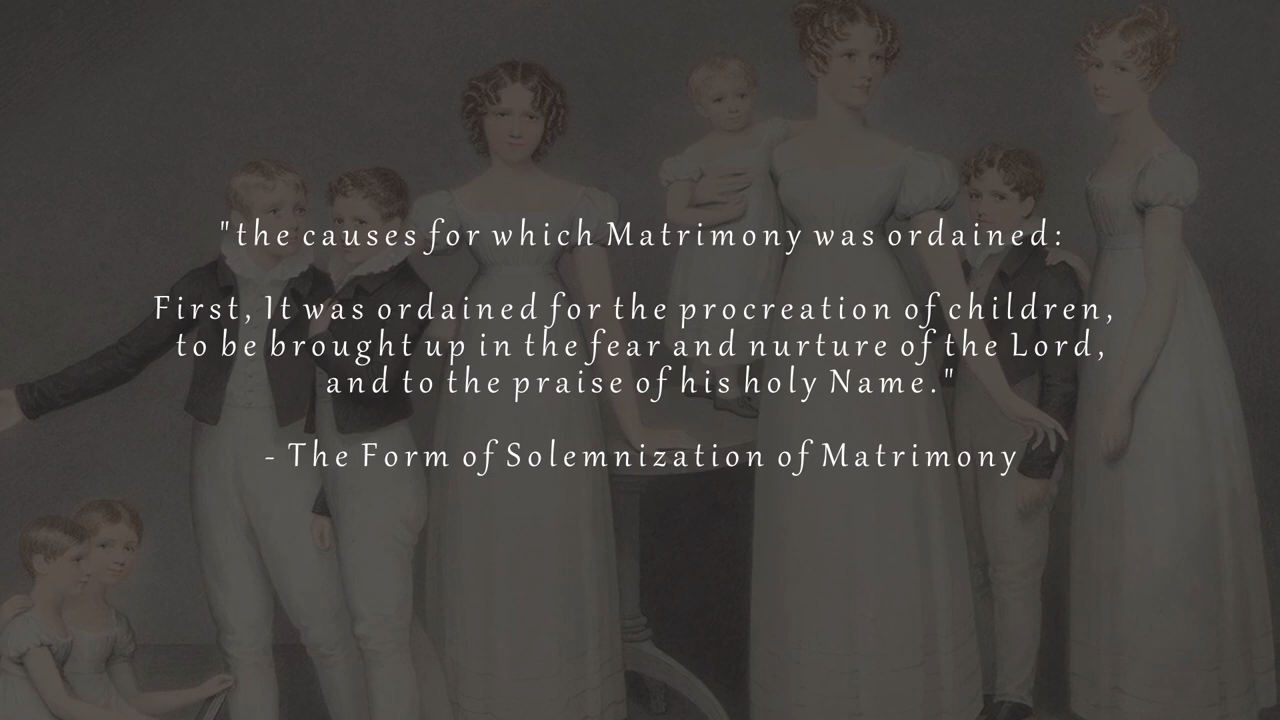 "the causes for which Matrimony was ordained:
First, It was ordained for the procreation of children,
to be brought up in the fear and nurture of the Lord,
and to the praise of his holy Name."
- The Form of Solemnization of Matrimony